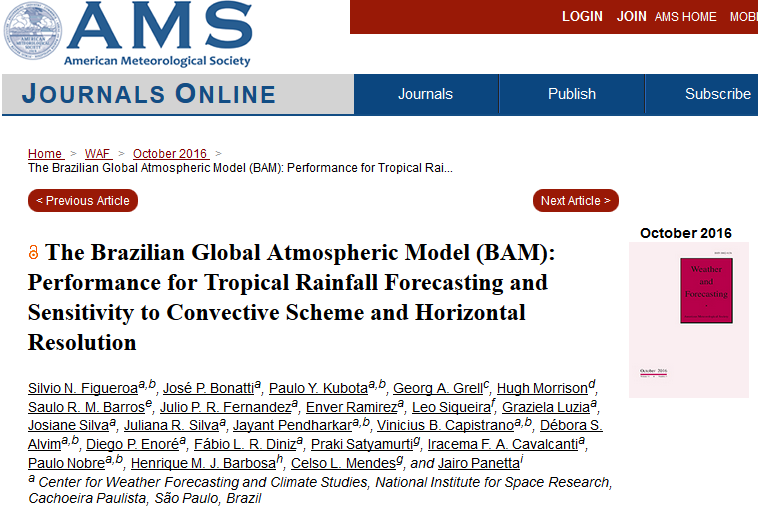 AMS
American Meteorological Society
LOGIN JOIN AMS HOME MOBI
JOURNALS ONLINE
Journals Publish Subscribe
Home > WAF > October 2016 >
The Brazilian Global Atmospheric Model (BAM): Performance for Tropical Rai...
< Previous Article Next Article >
October 2016
The Brazilian Global Atmospheric Model (BAM):
Performance for Tropical Rainfall Forecasting and
Sensitivity to Convective Scheme and Horizontal
Resolution
Weather
and
Forecasting
October 2016
Silvio N. Figueroa^a,b, José P. Bonatti^a, Paulo Y. Kubota^a,b, Georg A. Grell^c, Hugh Morrison^d,
Saulo R. M. Barros^e, Julio P. R. Fernandez^a, Enver Ramirez^a, Leo Siqueira^f, Graziela Luzia^a,
Josiane Silva^a, Juliana R. Silva^a, Jayant Pendharkar^a,b, Vinicius B. Capistrano^a,b, Débora S.
Alvim^a,b, Diego P. Enoré^a, Fábio L. R. Diniz^a, Praki Satyamurti^g, Iracema F. A. Cavalcanti^a,
Paulo Nobre^a,b, Henrique M. J. Barbosa^h, Celso L. Mendes^g, and Jairo Panetta^i
^a Center for Weather Forecasting and Climate Studies, National Institute for Space Research,
Cachoeira Paulista, São Paulo, Brazil